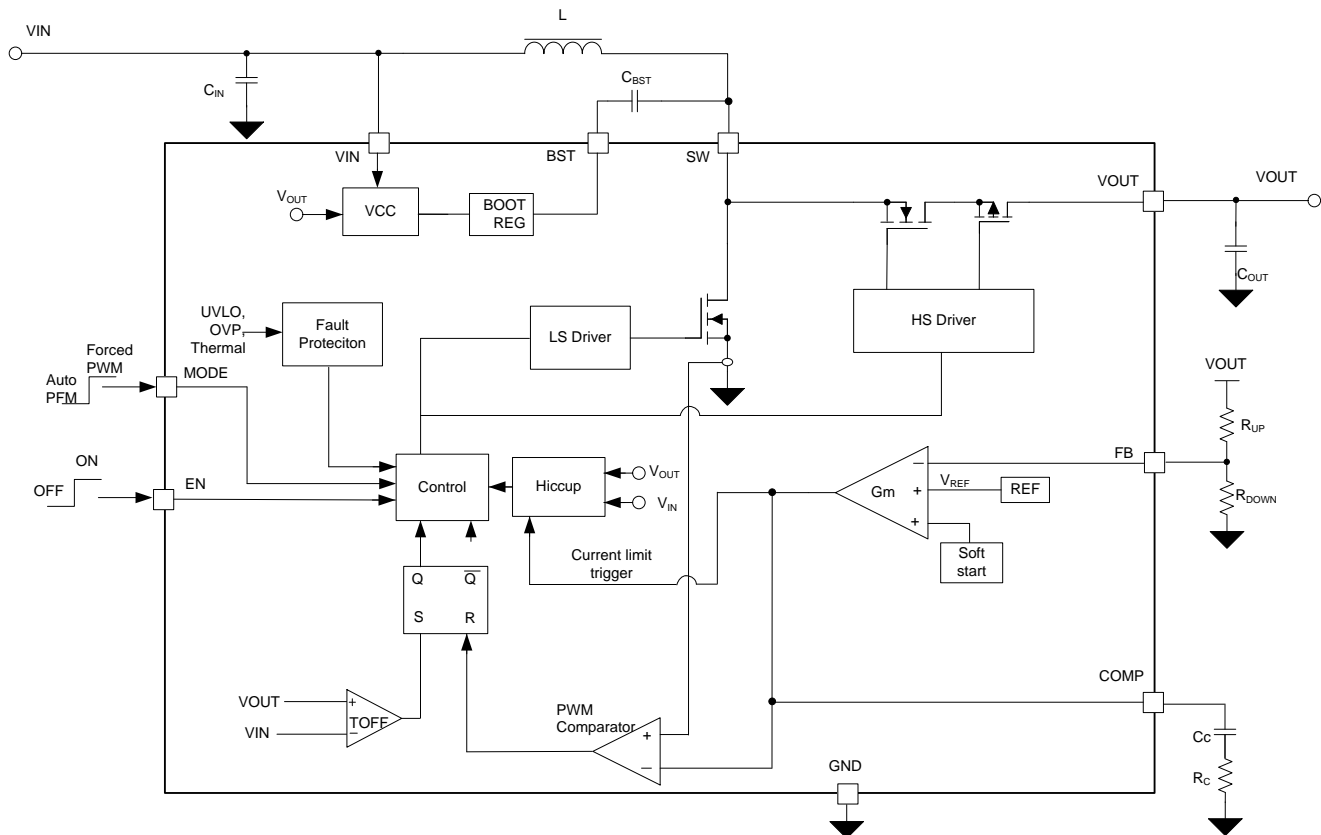 L
VIN
CIN
CBST
VIN
BST
SW
VOUT
VOUT
VOUT
VCC
BOOT
REG
COUT
UVLO,
OVP,
Thermal
Fault
Proteciton
LS Driver
HS Driver
Forced
PWM
Auto
PFM
MODE
VOUT
RUP
FB
RDOWN
ON
OFF
EN
Control
Hiccup
VOUT
VIN
Gm
−
+
+
VREF
REF
Soft
start
Current limit
trigger
Q Q
S R
COMP
VOUT
VIN
+
−
TOFF
PWM
Comparator
+
−
Cc
RC
GND